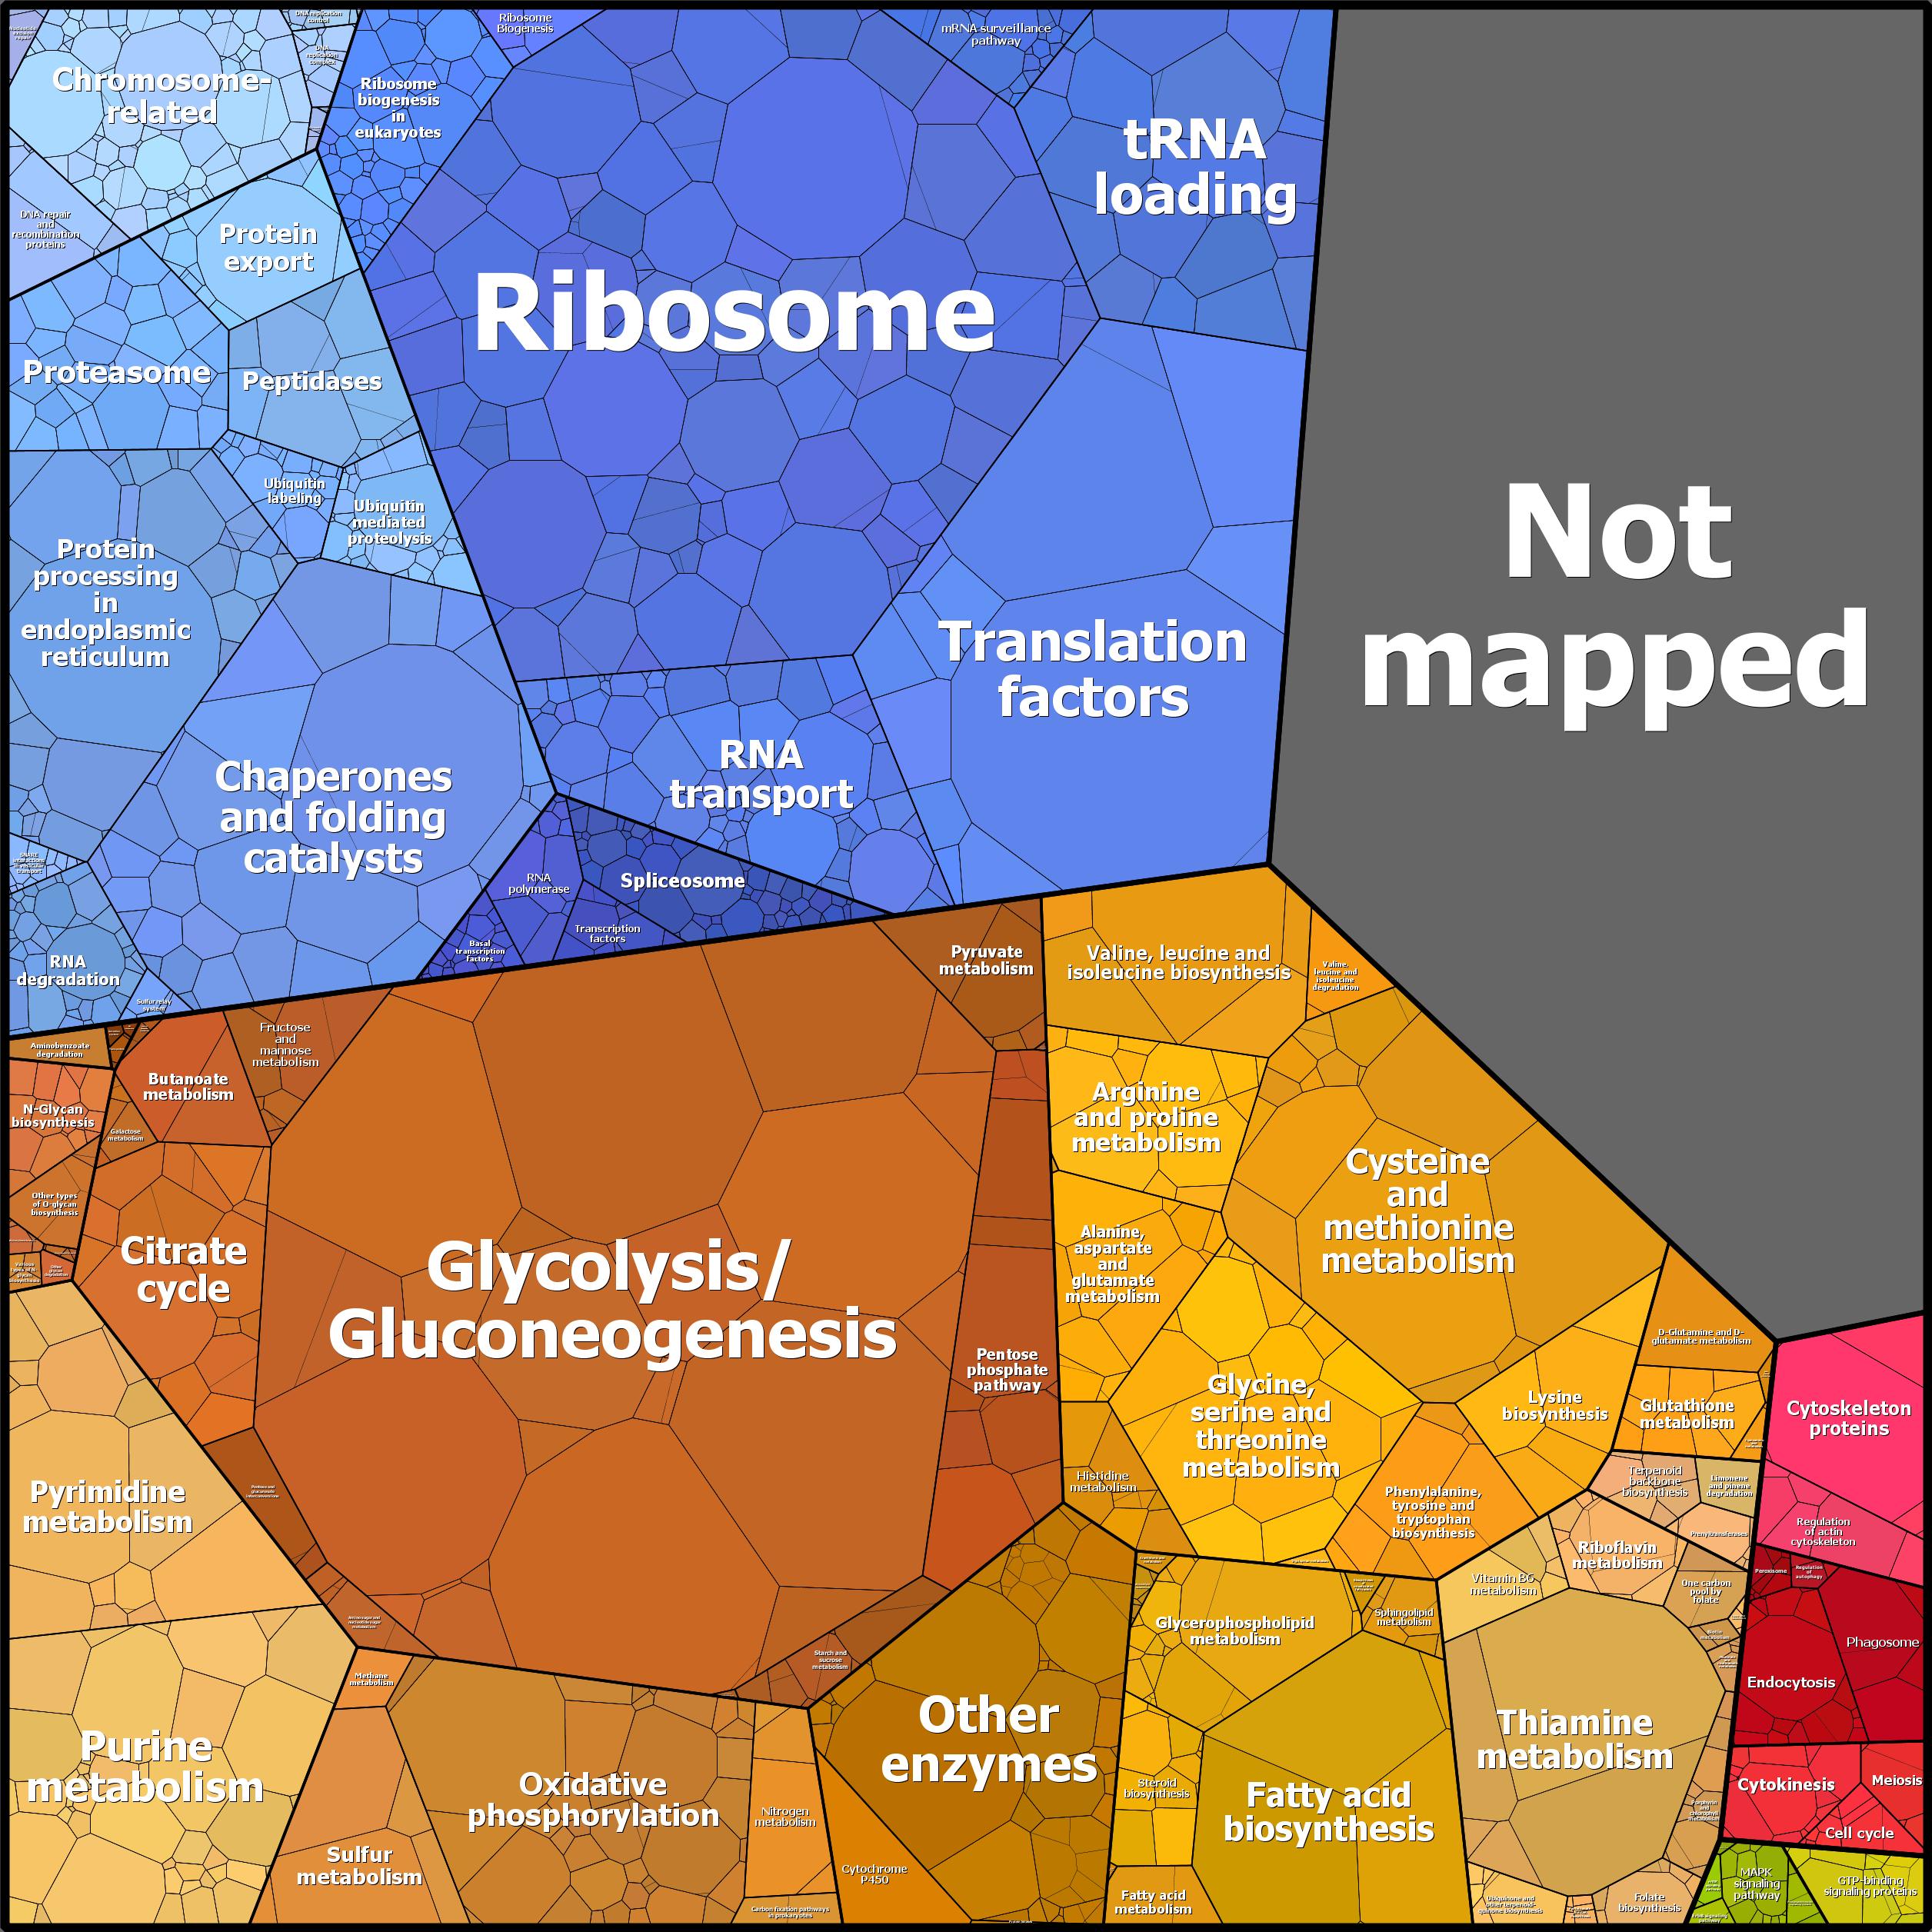 DNA replication
control
DNA
replication
complex
Chromosome-
related
DNA repair
and
recombination
proteins
Ribosome
biogenesis
in
eukaryotes
Ribosome
Biogenesis
mRNA surveillance
pathway
tRNA
loading
Protein
export
Proteasome
Peptidases
Ribosome
Ubiquitin
labeling
Ubiquitin
mediated
proteolysis
Protein
processing
in
endoplasmic
reticulum
Not
mapped
Translation
factors
RNA
transport
Chaperones
and folding
catalysts
RNA
polymerase
Spliceosome
Transcription
factors
Basal
transcription
factors
RNA
degradation
Sulfur relay
system
Aminobenzoate
degradation
N-Glycan
biosynthesis
Butanoate
metabolism
Galactose
metabolism
Fructose
and
mannose
metabolism
Other types
of O-glycan
biosynthesis
Citrate
cycle
Glycolysis/
Gluconeogenesis
Pyruvate
metabolism
Pentose
phosphate
pathway
Valine, leucine and
isoleucine biosynthesis
Valine,
leucine and
isoleucine
degradation
Arginine
and proline
metabolism
Cysteine
and
methionine
metabolism
Alanine,
aspartate
and
glutamate
metabolism
Glycine,
serine and
threonine
metabolism
Histidine
metabolism
Phenylalanine,
tyrosine and
tryptophan
biosynthesis
Lysine
biosynthesis
D-Glutamine and D-
glutamate metabolism
Glutathione
metabolism
Cytoskeleton
proteins
Regulation
of actin
cytoskeleton
Terpenoid
backbone
biosynthesis
Limonene
and pinene
degradation
Prenyltransferases
Riboflavin
metabolism
Vitamin B6
metabolism
One carbon
pool by
folate
Peroxisome
Regulation
of
autophagy
Phagosome
Endocytosis
Pyrimidine
metabolism
Purine
metabolism
Methane
metabolism
Starch and
sucrose
metabolism
Sulfur
metabolism
Oxidative
phosphorylation
Nitrogen
metabolism
Carbon fixation pathways
in prokaryotes
Other
enzymes
Cytochrome
P450
Glycerophospholipid
metabolism
Sphingolipid
metabolism
Steroid
biosynthesis
Fatty acid
biosynthesis
Fatty acid
metabolism
Thiamine
metabolism
Biotin
metabolism
Porphyrin
and
chlorophyll
metabolism
Ubiquinone and
other terpenoid-
quinone biosynthesis
Folate
biosynthesis
Cytokinesis
Meiosis
Cell cycle
MAPK
signaling
pathway
GTP-binding
signaling proteins